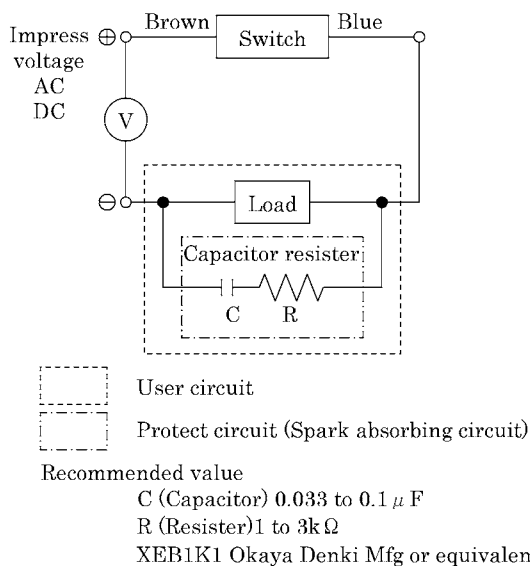 Brown
Switch
Blue
Impress
voltage
AC
DC
⊕
V
⊖
Load
Capacitor resister
C
R
User circuit
Protect circuit (Spark absorbing circuit)
Recommended value
C (Capacitor) 0.033 to 0.1 μ F
R (Resister)1 to 3kΩ
XEB1K1 Okaya Denki Mfg or equivalen